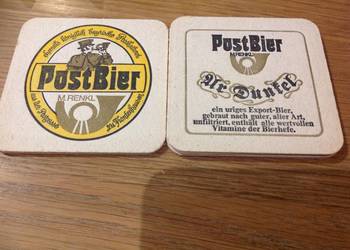 PostBier
M. RENKL
PostBier
M. RENKL
Ur Dunkel
ein uriges Export-Bier,
gebraut nach guter, alter Art,
unfiltriert, enthält alle wertvollen
Vitamine der Bierhefe.